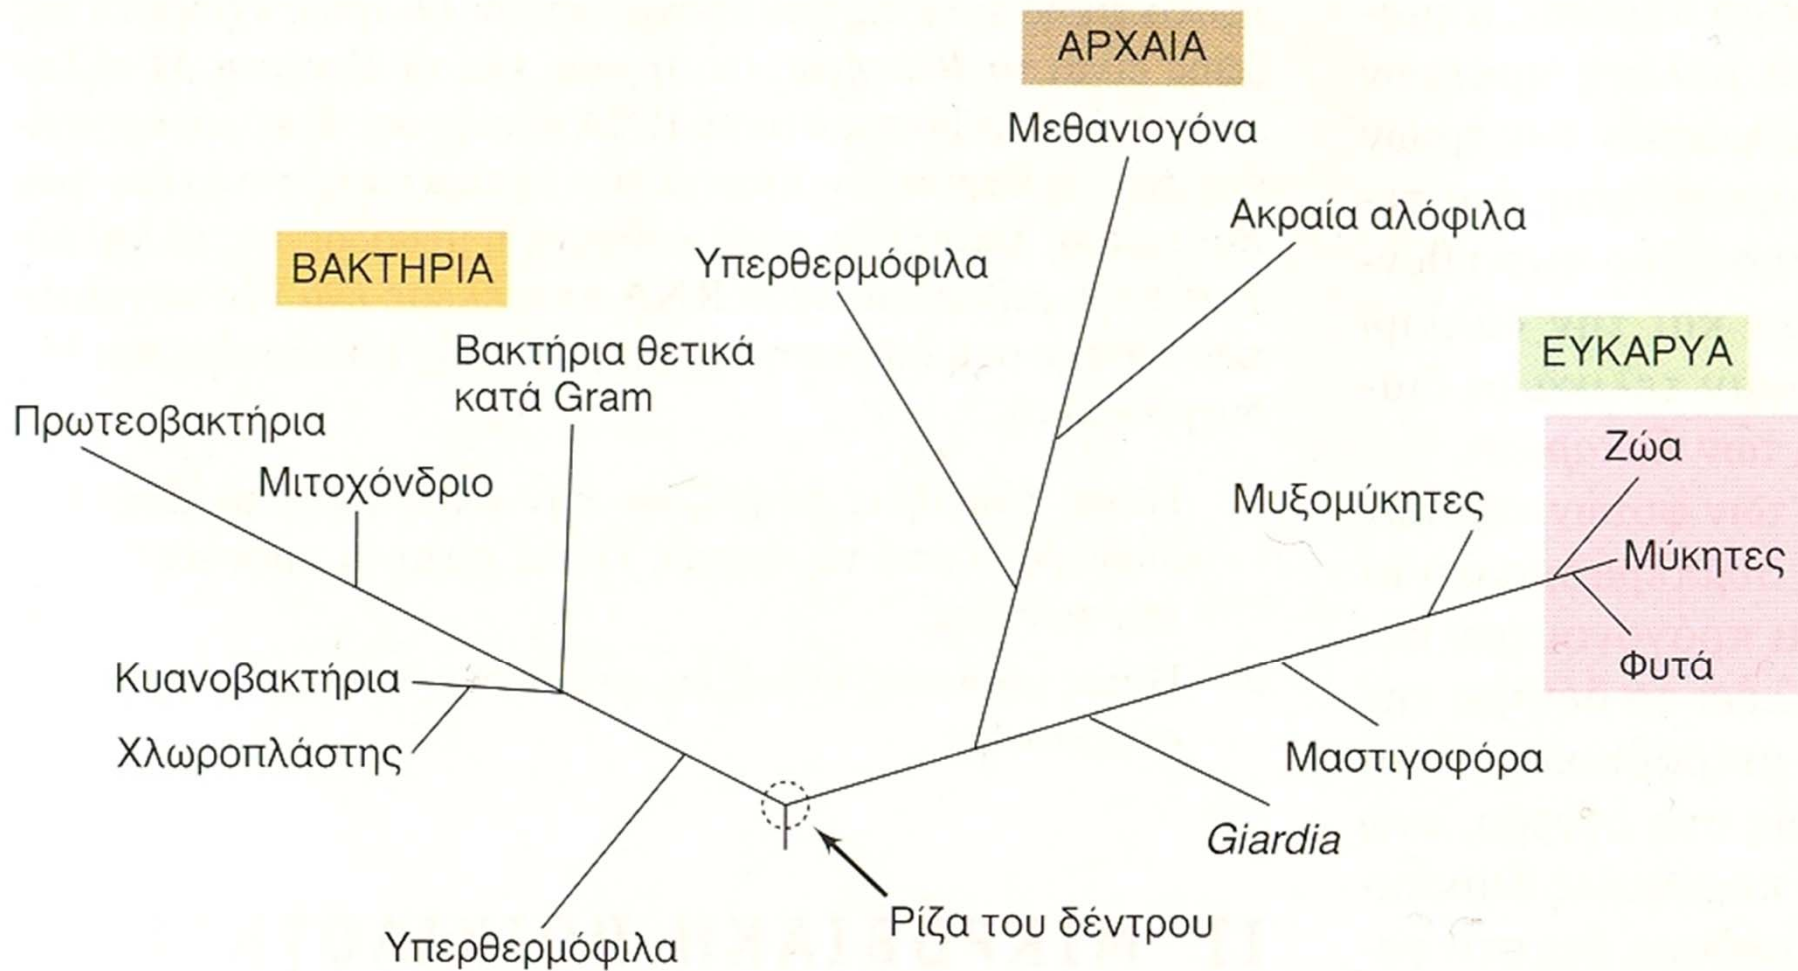 ΑΡΧΑΙΑ
Μεθανιογόνα
Ακραία αλόφιλα
Υπερθερμόφιλα
ΒΑΚΤΗΡΙΑ
Βακτήρια θετικά
κατά Gram
Πρωτεοβακτήρια
Μιτοχόνδριο
Κυανοβακτήρια
Χλωροπλάστης
Υπερθερμόφιλα
Ρίζα του δέντρου
ΕΥΚΑΡΥΑ
Ζώα
Μύκητες
Φυτά
Μυξομύκητες
Μαστιγοφόρα
Giardia